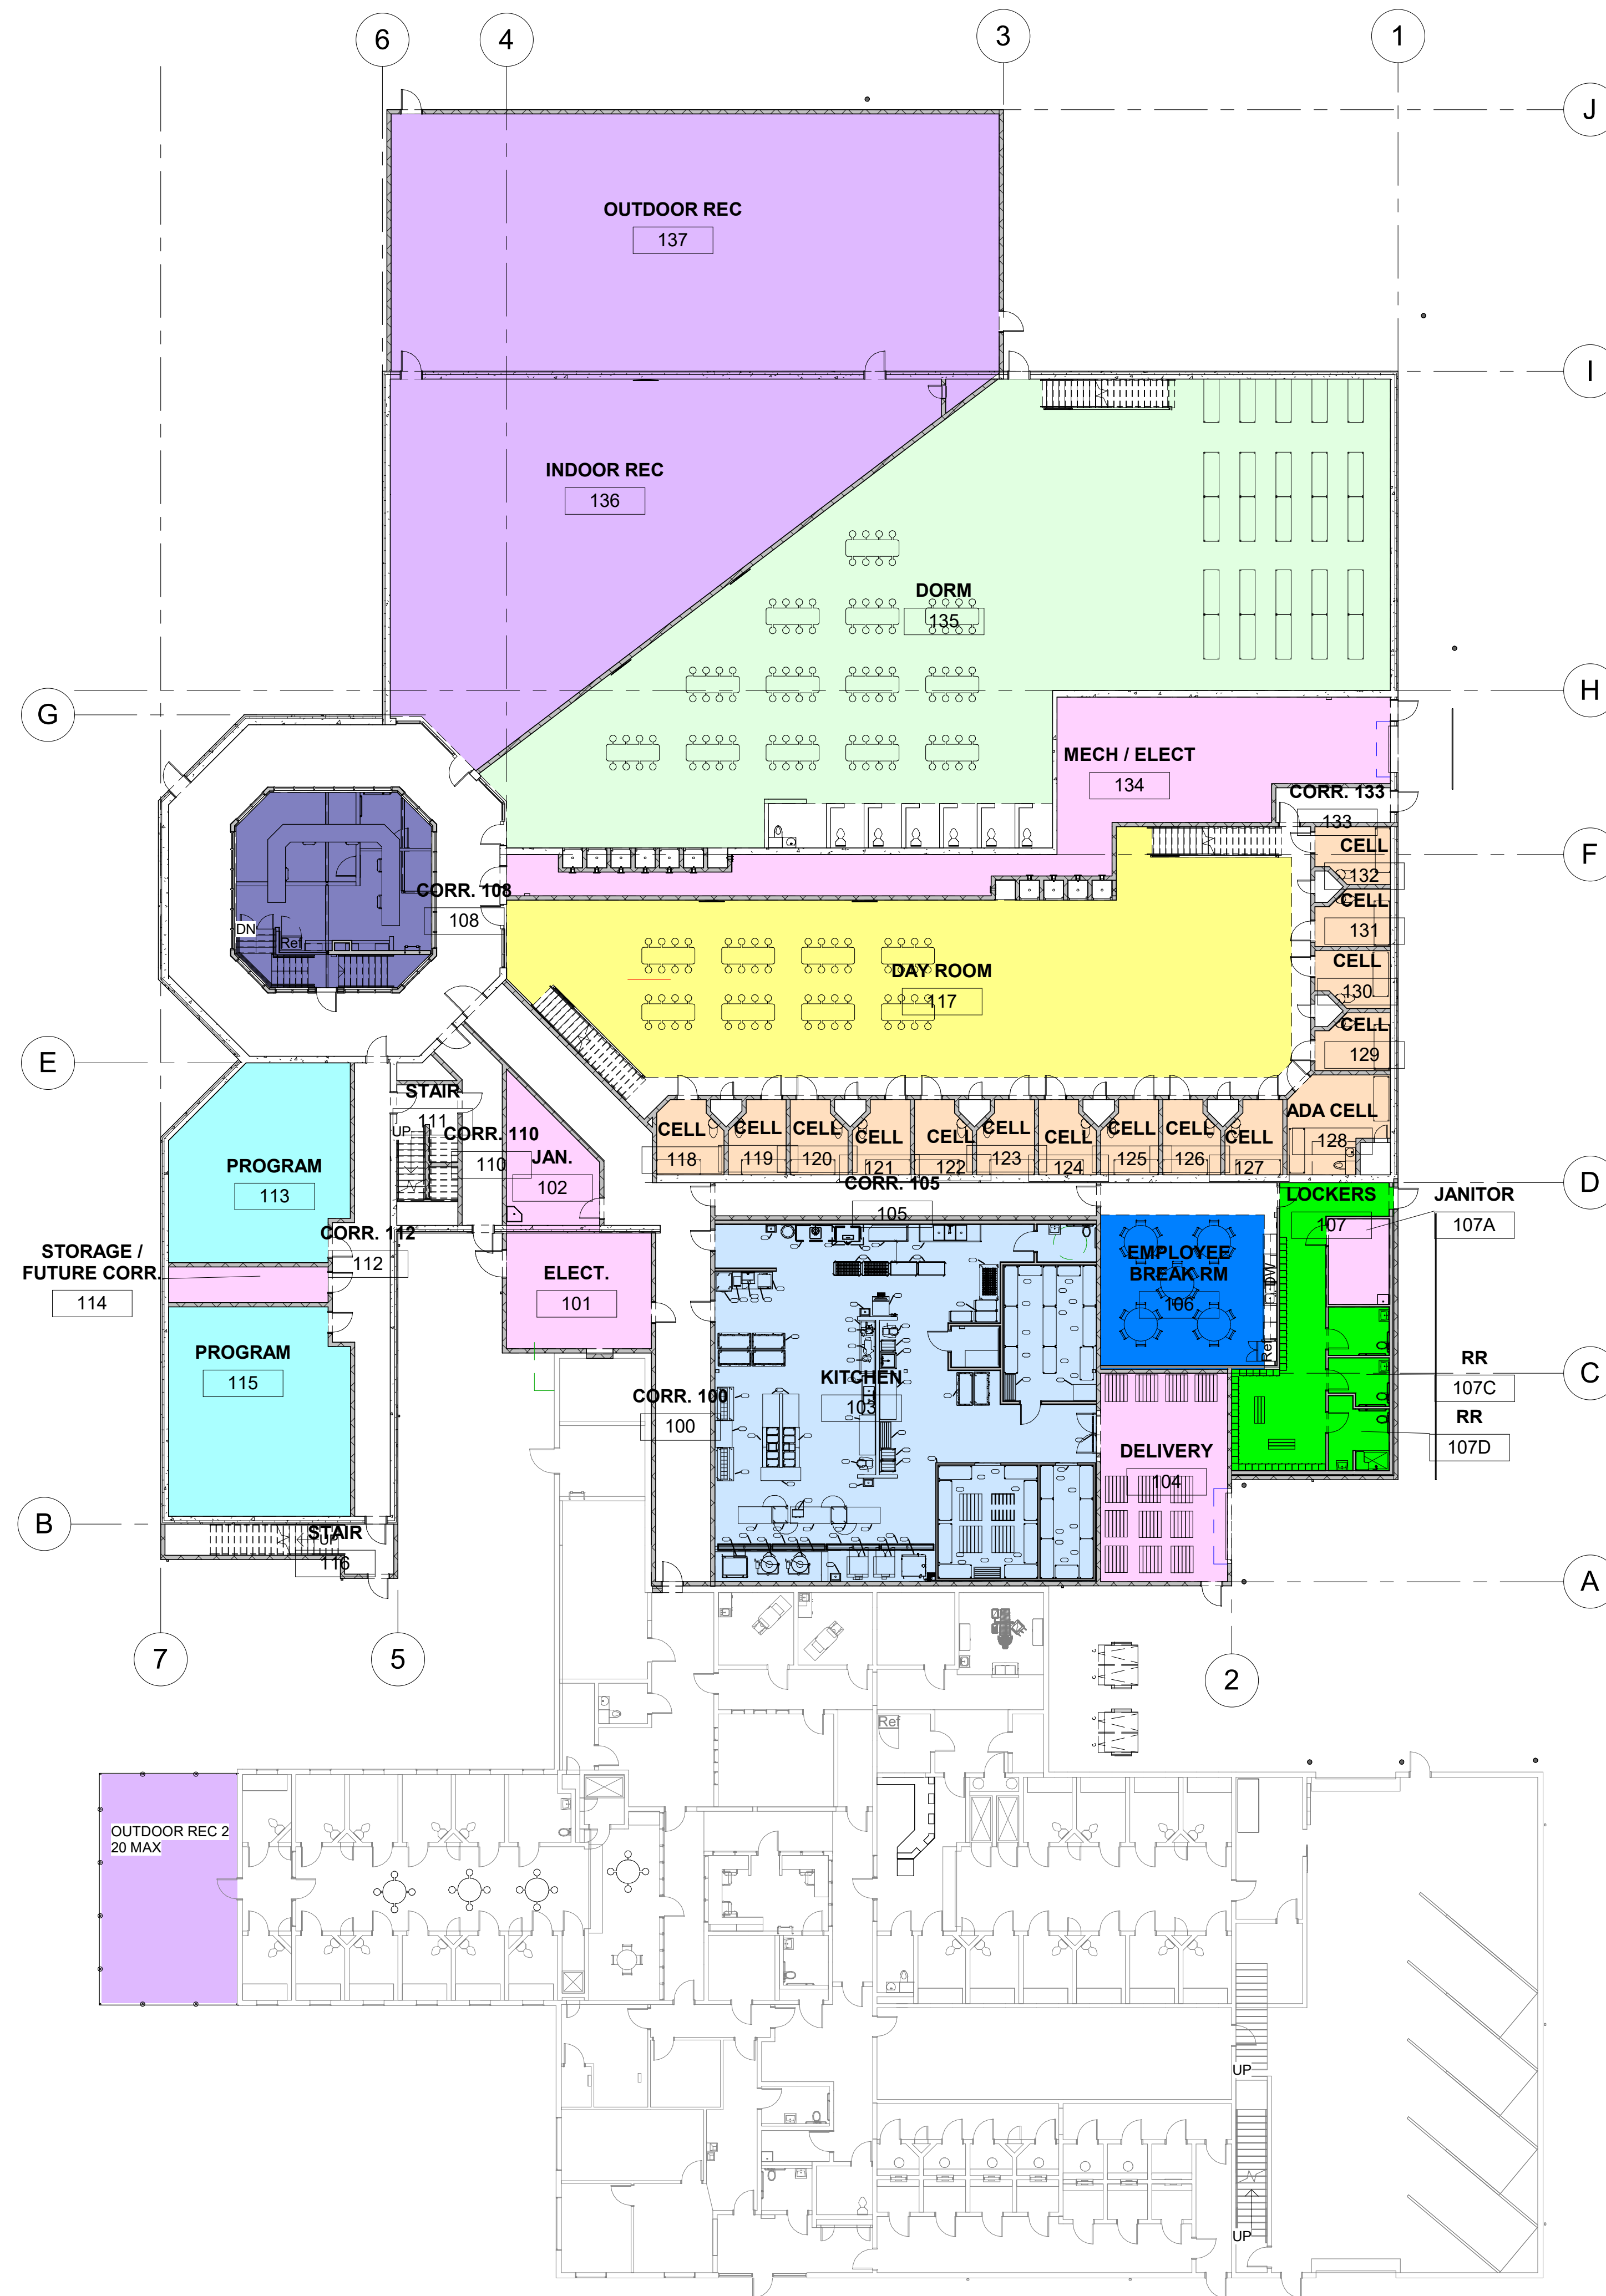 6
4
3
1
J
OUTDOOR REC
137
I
INDOOR REC
136
DORM
135
H
G
MECH / ELECT
134
CORR. 133
133
CELL
132
F
CORR. 108
108
CELL
131
DN
Ref
DAY ROOM
117
CELL
130
CELL
129
E
STAIR
111
UP
CORR. 110
110
JAN.
102
CELL
118
CELL
119
CELL
120
CELL
121
CELL
122
CELL
123
CELL
124
CELL
125
CELL
126
CELL
127
ADA CELL
128
PROGRAM
113
CORR. 105
105
D
LOCKERS
107
JANITOR
107A
CORR. 112
112
STORAGE /
FUTURE CORR.
114
ELECT.
101
EMPLOYEE
BREAK RM
106
DW
Ref
PROGRAM
115
KITCHEN
103
CORR. 100
100
RR
107C
C
RR
107D
DELIVERY
104
B
STAIR
UP
116
A
7
5
2
Ref
OUTDOOR REC 2
20 MAX
UP
UP